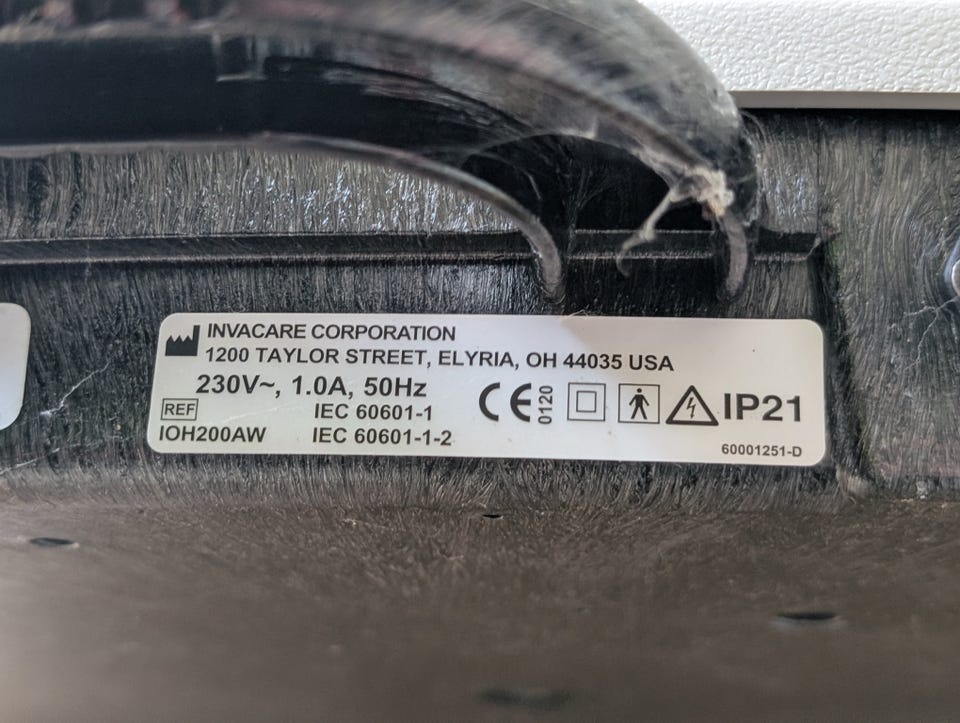 INVACARE CORPORATION
1200 TAYLOR STREET, ELYRIA, OH 44035 USA
230V~, 1.0A, 50Hz
REF
IEC 60601-1
IOH200AW
IEC 60601-1-2
CE 0120
IP21
60001251-D